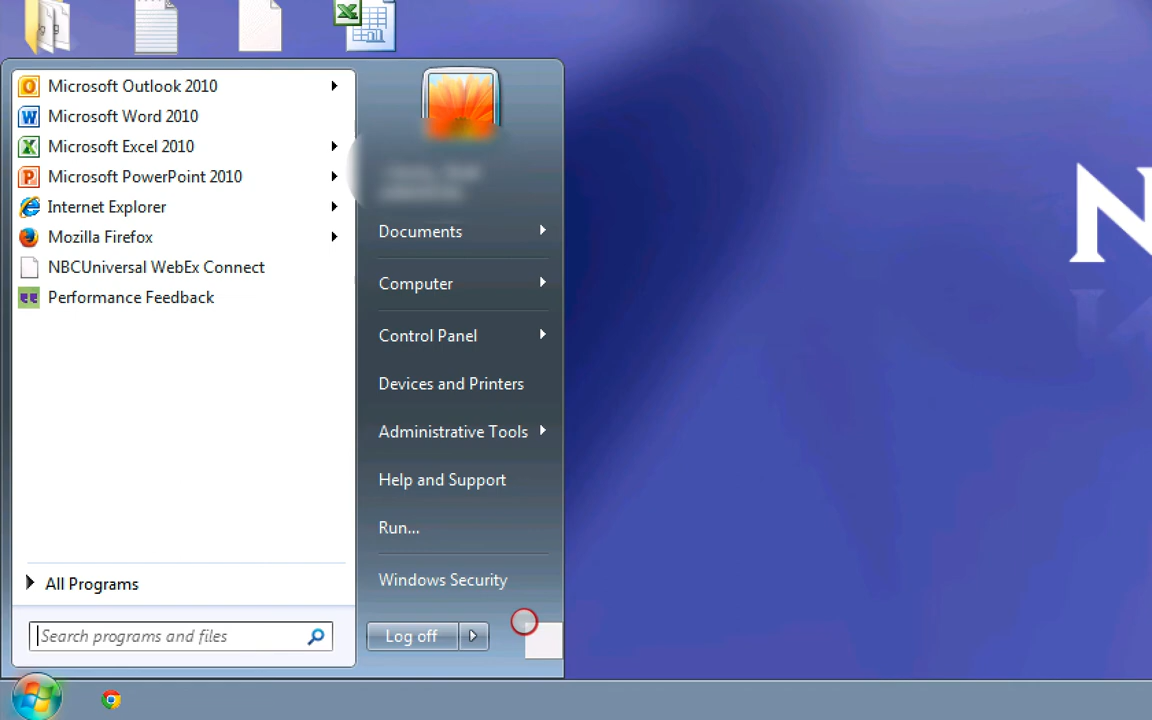 Microsoft Outlook 2010
Microsoft Word 2010
Microsoft Excel 2010
Microsoft PowerPoint 2010
Internet Explorer
Mozilla Firefox
NBCUniversal WebEx Connect
Performance Feedback
All Programs
Search programs and files
Documents
Computer
Control Panel
Devices and Printers
Administrative Tools
Help and Support
Run...
Windows Security
Log off
N